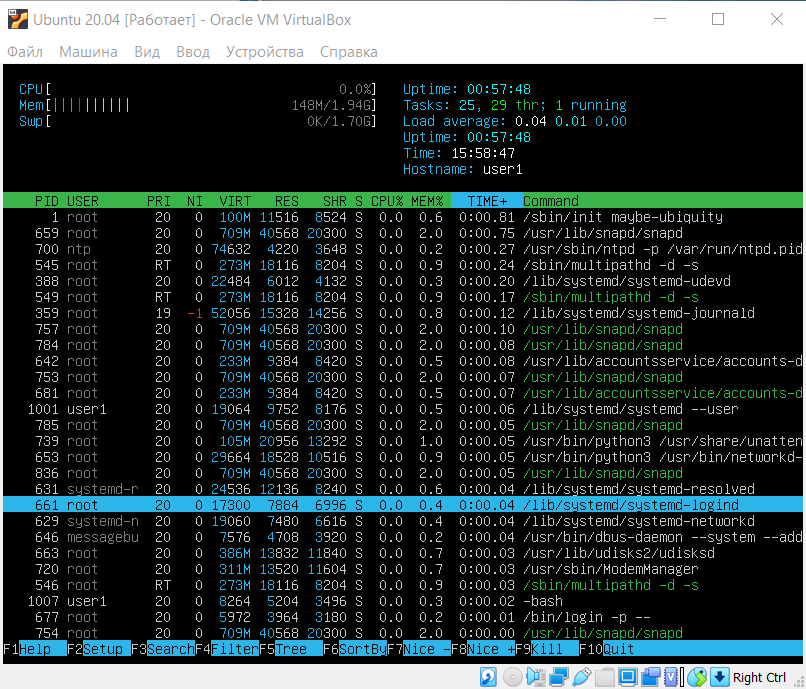 Ubuntu 20.04 [Работает] - Oracle VM VirtualBox
Файл Машина Вид Ввод Устройства Справка
CPU[ 0.0%] Uptime: 00:57:48
Mem[|||||||||| 148M/1.94G] Tasks: 25, 29 thr; 1 running
Swp[ 0K/1.70G] Load average: 0.04 0.01 0.00
Uptime: 00:57:48
Time: 15:58:47
Hostname: user1
PID USER PRI NI VIRT RES SHR S CPU% MEM% TIME+ Command
1 root 20 0 100M 11516 8524 S 0.0 0.6 0:00.81 /sbin/init maybe-ubiquity
659 root 20 0 709M 40568 20300 S 0.0 2.0 0:00.75 /usr/lib/snapd/snapd
700 ntp 20 0 74632 4220 3648 S 0.0 0.2 0:00.27 /usr/sbin/ntpd -p /var/run/ntpd.pid
545 root RT 0 273M 18116 8204 S 0.0 0.9 0:00.24 /sbin/multipathd -d -s
388 root 20 0 22484 6012 4132 S 0.0 0.3 0:00.20 /lib/systemd/systemd-udevd
549 root RT 0 273M 18116 8204 S 0.0 0.9 0:00.17 /sbin/multipathd -d -s
359 root 19 -1 52056 15328 14256 S 0.0 0.8 0:00.12 /lib/systemd/systemd-journald
757 root 20 0 709M 40568 20300 S 0.0 2.0 0:00.10 /usr/lib/snapd/snapd
784 root 20 0 709M 40568 20300 S 0.0 2.0 0:00.08 /usr/lib/snapd/snapd
642 root 20 0 233M 9384 8420 S 0.0 0.5 0:00.08 /usr/lib/accountsservice/accounts-d
753 root 20 0 709M 40568 20300 S 0.0 2.0 0:00.07 /usr/lib/snapd/snapd
681 root 20 0 233M 9384 8420 S 0.0 0.5 0:00.07 /usr/lib/accountsservice/accounts-d
1001 user1 20 0 19064 9752 8176 S 0.0 0.5 0:00.06 /lib/systemd/systemd --user
785 root 20 0 709M 40568 20300 S 0.0 2.0 0:00.05 /usr/lib/snapd/snapd
739 root 20 0 105M 20956 13292 S 0.0 1.0 0:00.05 /usr/bin/python3 /usr/share/unatten
653 root 20 0 29664 18528 10516 S 0.0 0.9 0:00.05 /usr/bin/python3 /usr/bin/networkd-
836 root 20 0 709M 40568 20300 S 0.0 2.0 0:00.05 /usr/lib/snapd/snapd
631 systemd-r 20 0 24536 12136 8240 S 0.0 0.6 0:00.04 /lib/systemd/systemd-resolved
661 root 20 0 17300 7884 6996 S 0.0 0.4 0:00.04 /lib/systemd/systemd-logind
629 systemd-n 20 0 19060 7480 6616 S 0.0 0.4 0:00.04 /lib/systemd/systemd-networkd
646 messagebu 20 0 7576 4708 3920 S 0.0 0.2 0:00.04 /usr/bin/dbus-daemon --system --add
663 root 20 0 386M 13832 11840 S 0.0 0.7 0:00.03 /usr/lib/udisks2/udisksd
720 root 20 0 311M 13520 11604 S 0.0 0.7 0:00.03 /usr/sbin/ModemManager
546 root RT 0 273M 18116 8204 S 0.0 0.9 0:00.03 /sbin/multipathd -d -s
1007 user1 20 0 8264 5204 3496 S 0.0 0.3 0:00.02 -bash
677 root 20 0 5972 3964 3180 S 0.0 0.2 0:00.01 /bin/login -p --
754 root 20 0 709M 40568 20300 S 0.0 2.0 0:00.00 /usr/lib/snapd/snapd
F1Help F2Setup F3SearchF4FilterF5Tree F6SortByF7Nice -F8Nice +F9Kill F10Quit
Right Ctrl